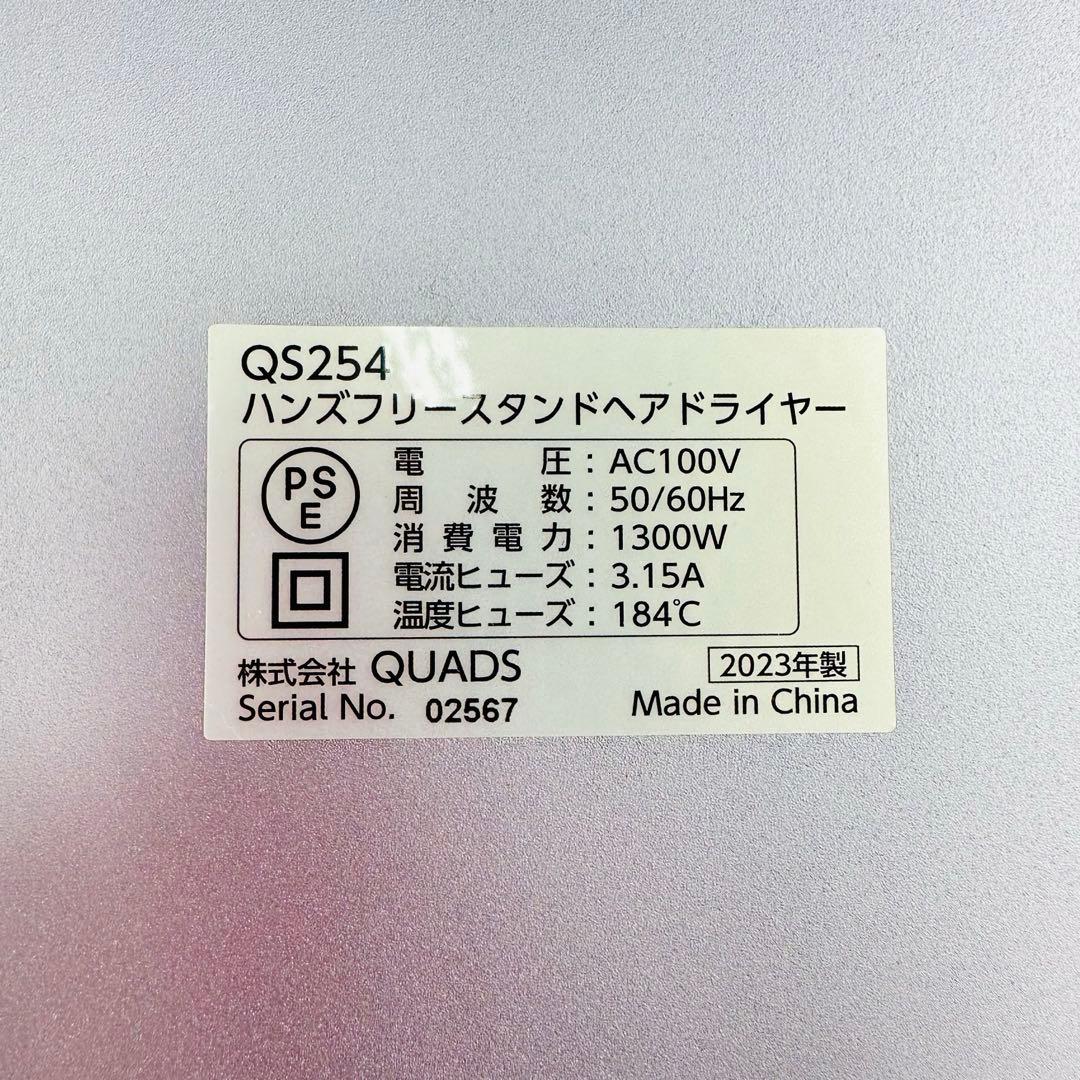 QS254
ハンズフリースタンドヘアドライヤー
PS
E
電圧：AC100V
周波数：50/60Hz
消費電力：1300W
電流ヒューズ：3.15A
温度ヒューズ：184℃
株式会社 QUADS
2023年製
Serial No. 02567
Made in China